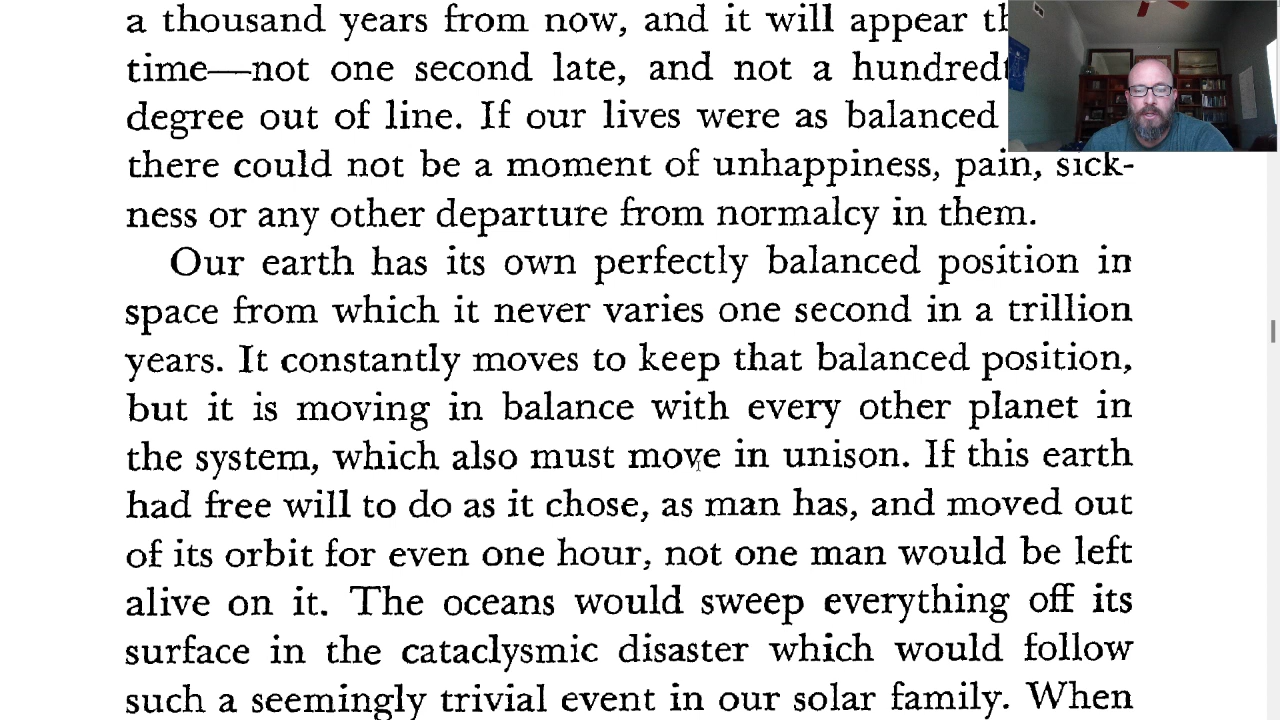 a thousand years from now, and it will appear
time—not one second late, and not a
degree out of line. If our lives were as balanced
there could not be a moment of unhappiness, pain, sick-
ness or any other departure from normalcy in them.
Our earth has its own perfectly balanced position in
space from which it never varies one second in a trillion
years. It constantly moves to keep that balanced position,
but it is moving in balance with every other planet in
the system, which also must move in unison. If this earth
had free will to do as it chose, as man has, and moved out
of its orbit for even one hour, not one man would be left
alive on it. The oceans would sweep everything off its
surface in the cataclysmic disaster which would follow
such a seemingly trivial event in our solar family. When